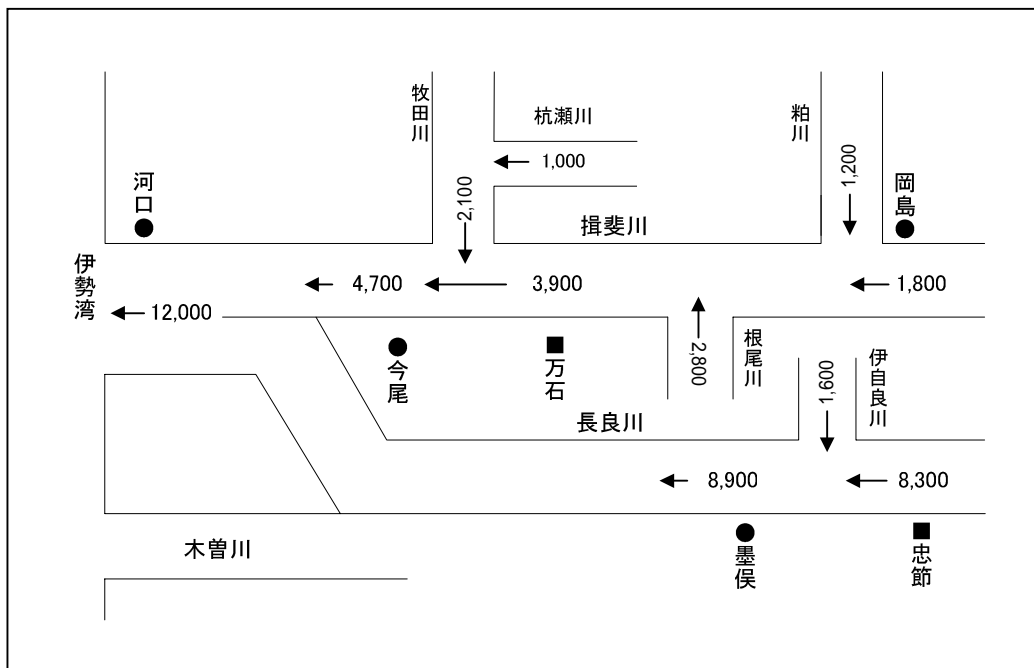 牧田川
杭瀬川
粕川
1,000
1,200
2,100
河口
岡島
揖斐川
伊勢湾
4,700
3,900
1,800
12,000
今尾
万石
2,800
根尾川
1,600
伊自良川
長良川
8,900
8,300
木曽川
墨俣
忠節